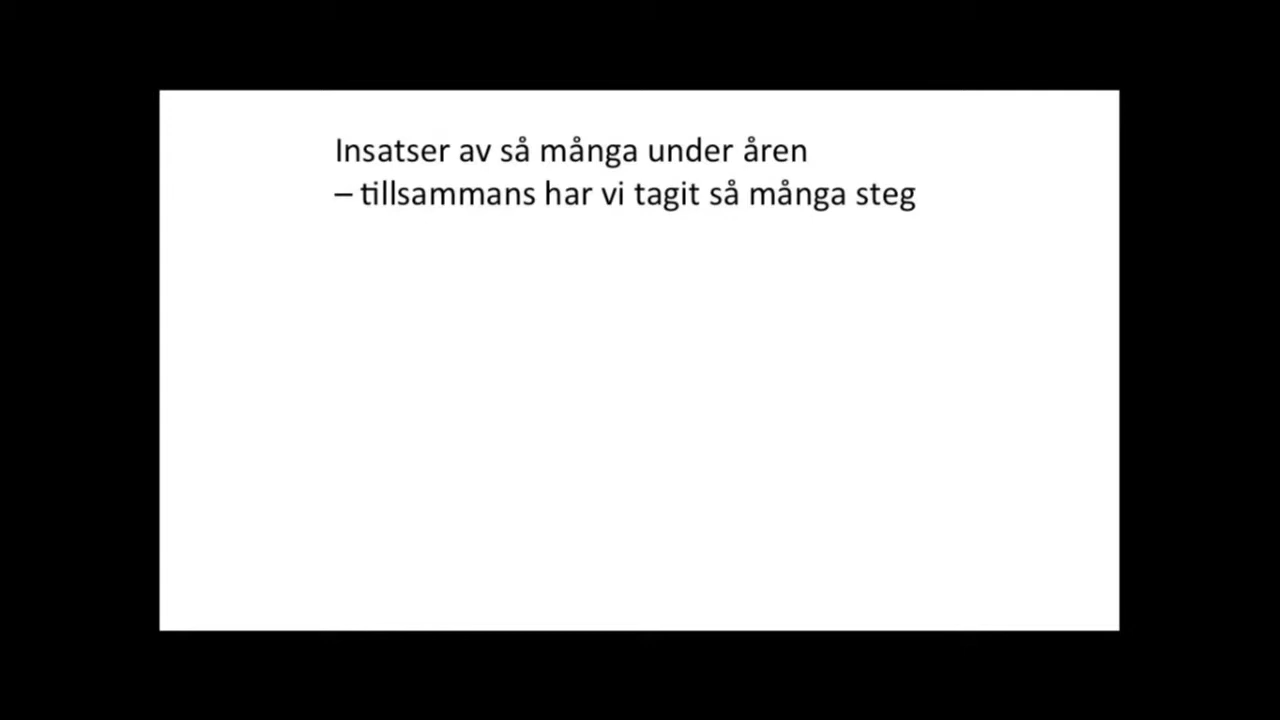 Insatser av så många under åren
– tillsammans har vi tagit så många steg